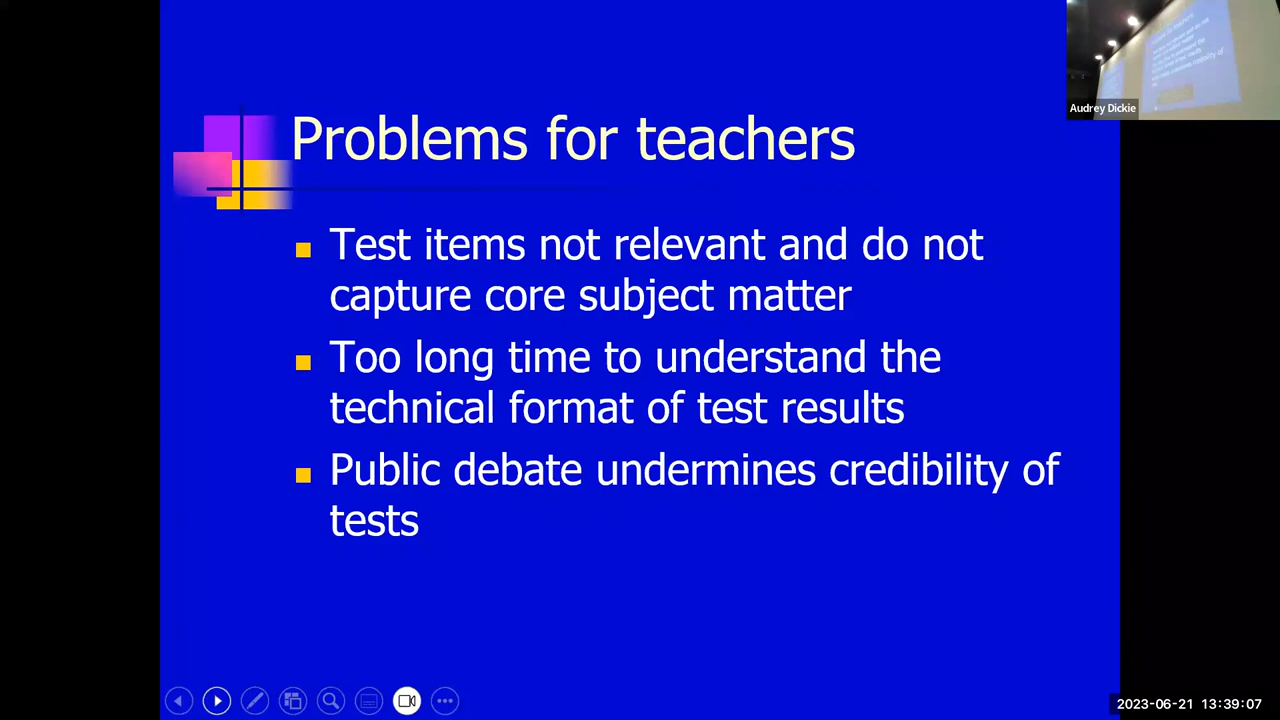 Problems for teachers
Test items not relevant and do not
capture core subject matter
Too long time to understand the
technical format of test results
Public debate undermines credibility of
tests
Audrey Dickie
2023-06-21 13:39:07